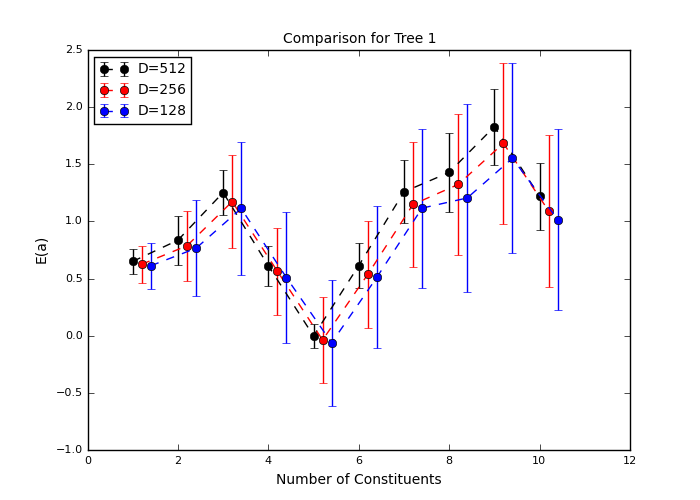 Comparison for Tree 1
2.5
2.0
1.5
1.0
0.5
0.0
−0.5
−1.0
E(a)
D=512
D=256
D=128
0 2 4 6 8 10 12
Number of Constituents